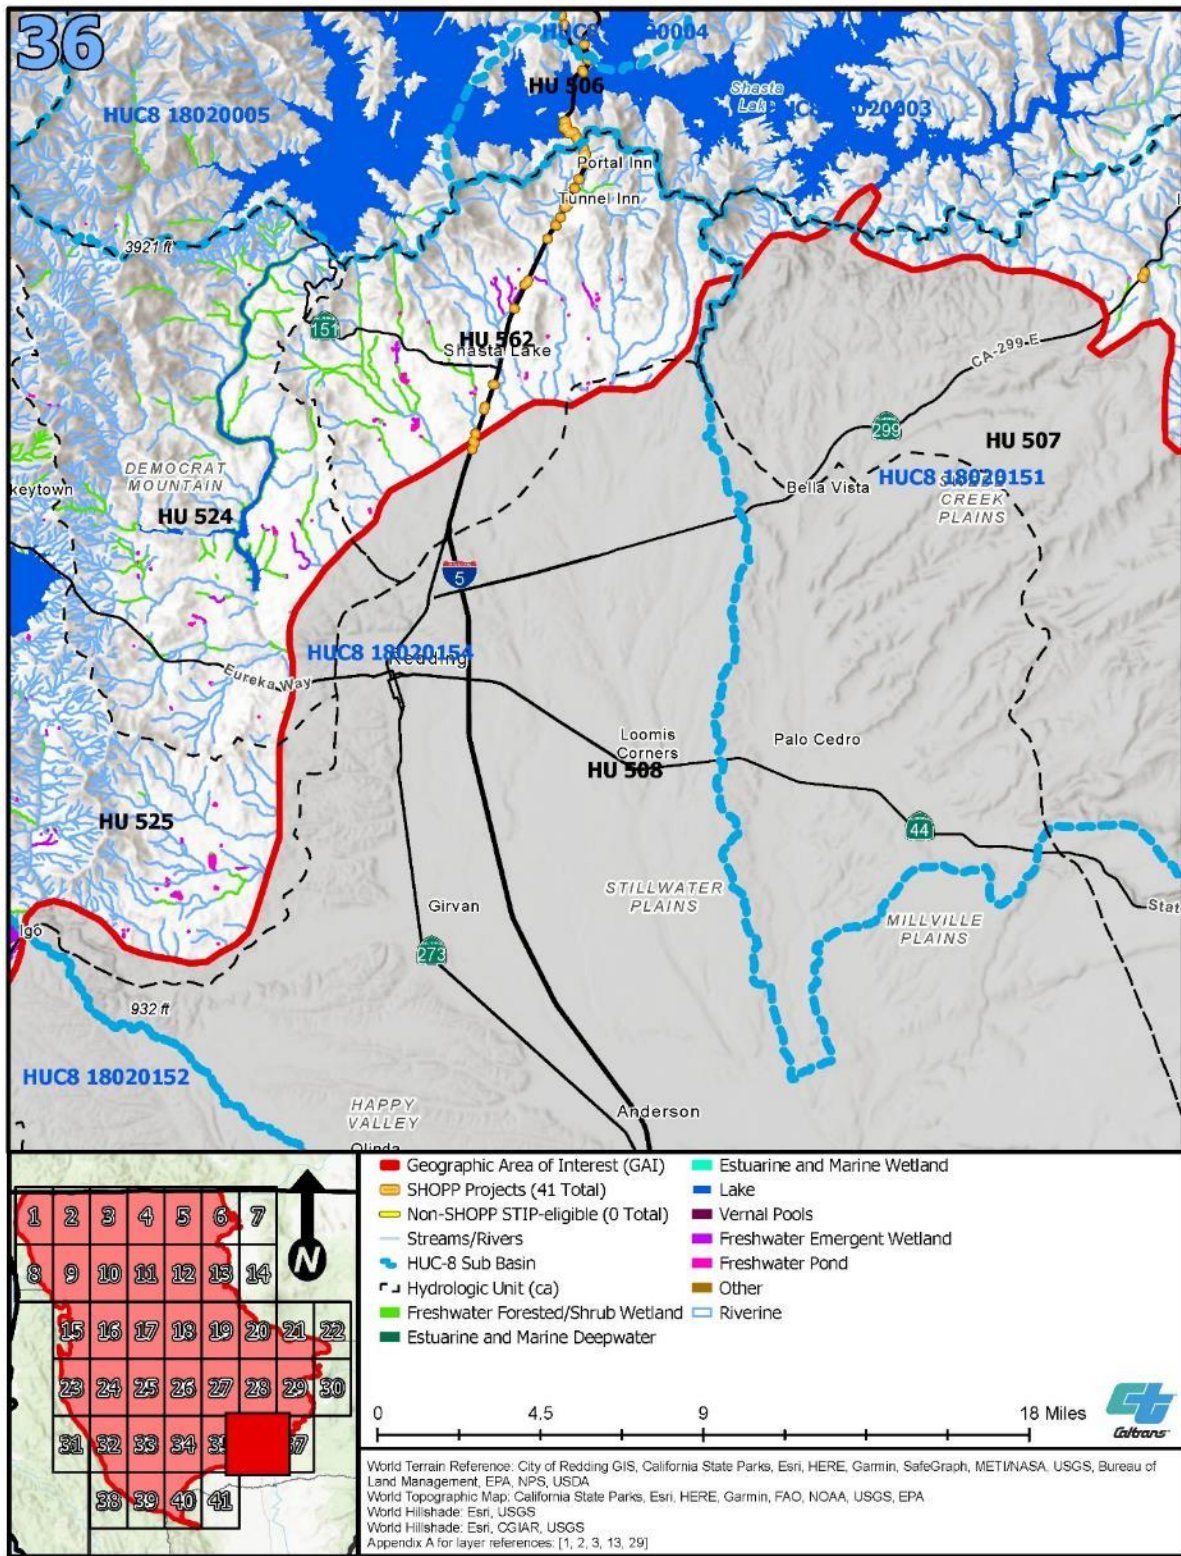 36
HUC8 0004
HU 506
Shasta
Lake
HUC8 18020005
HUC8 18020003
Portal Inn
Tunnel Inn
3921 ft
151
HU 562
Shasta Lake
CA-299 E
299
HU 507
DEMOCRAT
MOUNTAIN
HUC8 18020151
keytown
Bella Vista
CREEK
PLAINS
HU 524
5
HUC8 18020154
Redding
Eureka Way
Loomis
Corners
Palo Cedro
HU 508
HU 525
44
STILLWATER
PLAINS
Girvan
MILLVILLE
PLAINS
Stat
Igo
273
932 ft
HUC8 18020152
HAPPY
VALLEY
Anderson
Olinda
Geographic Area of Interest (GAI)
SHOPP Projects (41 Total)
Non-SHOPP STIP-eligible (0 Total)
Streams/Rivers
HUC-8 Sub Basin
Hydrologic Unit (ca)
Freshwater Forested/Shrub Wetland
Estuarine and Marine Deepwater
Estuarine and Marine Wetland
Lake
Vernal Pools
Freshwater Emergent Wetland
Freshwater Pond
Other
Riverine
1 2 3 4 5 6 7
8 9 10 11 12 13 14
15 16 17 18 19 20 21 22
23 24 25 26 27 28 29 30
31 32 33 34 35 37
38 39 40 41
N
0 4.5 9 18 Miles
Caltrans
World Terrain Reference: City of Redding GIS, California State Parks, Esri, HERE, Garmin, SafeGraph, METI/NASA, USGS, Bureau of
Land Management, EPA, NPS, USDA
World Topographic Map: California State Parks, Esri, HERE, Garmin, FAO, NOAA, USGS, EPA
World Hillshade: Esri, USGS
World Hillshade: Esri, CGIAR, USGS
Appendix A for layer references: [1, 2, 3, 13, 29]